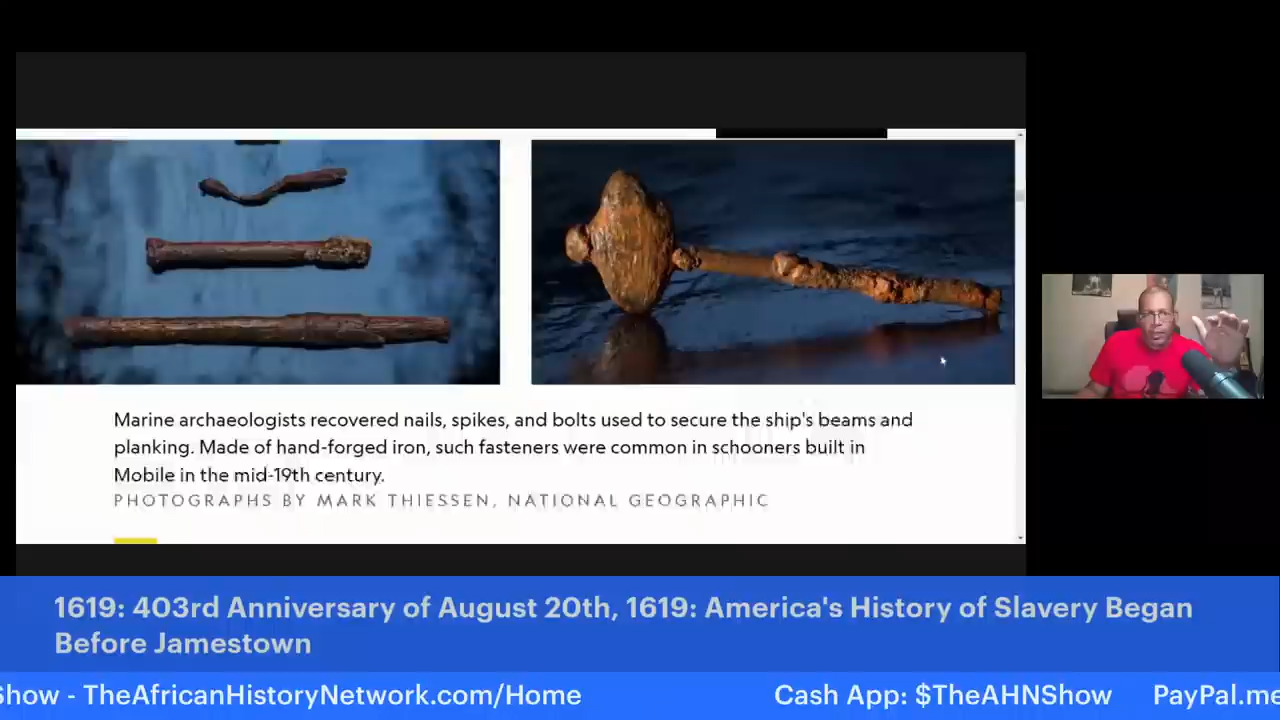 Marine archaeologists recovered nails, spikes, and bolts used to secure the ship's beams and
planking. Made of hand-forged iron, such fasteners were common in schooners built in
Mobile in the mid-19th century.
PHOTOGRAPHS BY MARK THIESSEN, NATIONAL GEOGRAPHIC
1619: 403rd Anniversary of August 20th, 1619: America's History of Slavery Began
Before Jamestown
Show - TheAfricanHistoryNetwork.com/Home Cash App: $TheAHNShow PayPal.me